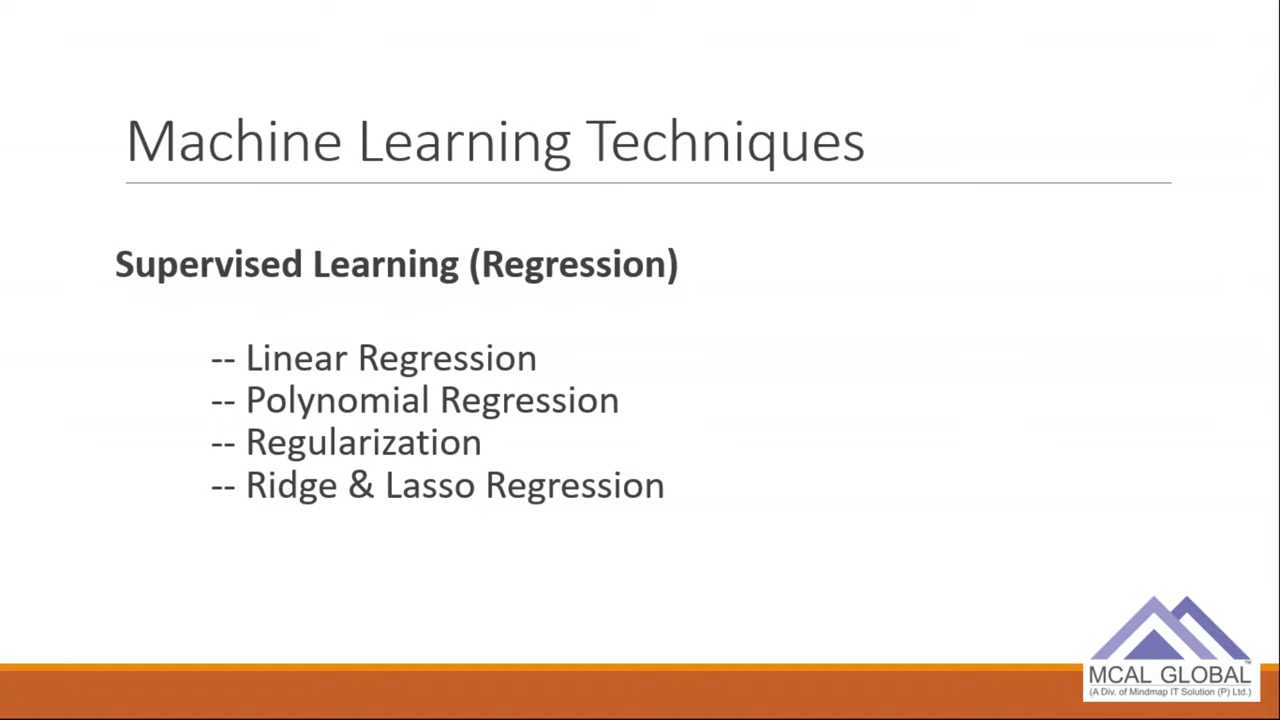 Machine Learning Techniques
Supervised Learning (Regression)
-- Linear Regression
-- Polynomial Regression
-- Regularization
-- Ridge & Lasso Regression
MCAL GLOBAL™
(A Div. of Mindmap IT Solution (P) Ltd.)